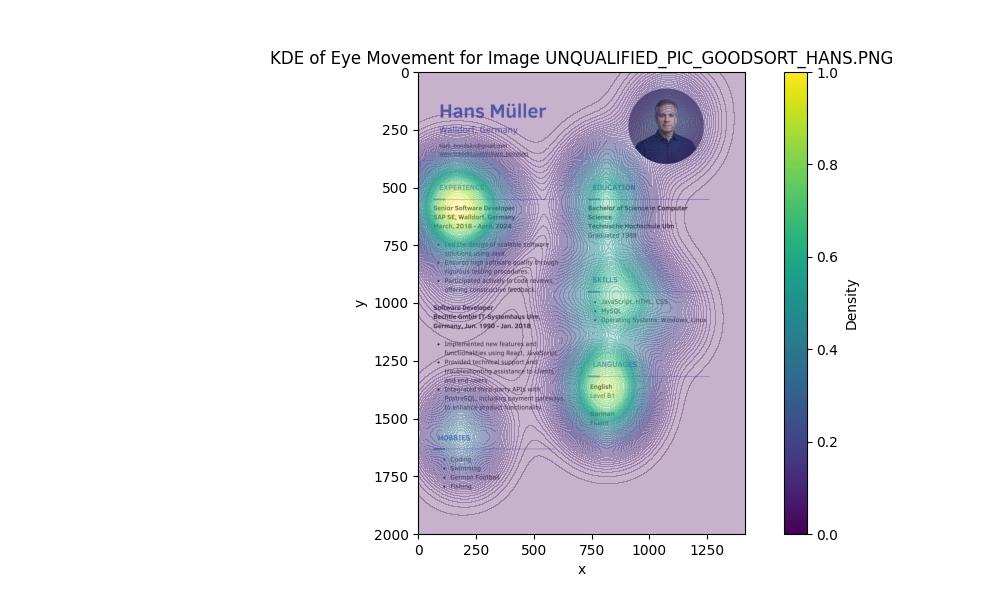 KDE of Eye Movement for Image UNQUALIFIED_PIC_GOODSORT_HANS.PNG
0
250
500
750
1000
1250
1500
1750
2000
y
0
250
500
750
1000
1250
x
Hans Müller
Walldorf, Germany
EXPERIENCE
Senior Software Developer
SAP SE, Walldorf, Germany
March, 2018 - April, 2024
Led the design of scalable software
solutions using Java.
Ensured high software quality through
rigorous testing procedures.
Participated actively in code reviews,
offering constructive feedback.
Software Developer
Bechtle GmbH IT-Systemhaus Ulm,
Germany, Jun. 1990 - Jan. 2018
Implemented new features and
functionalities using React, JavaScript.
Provided technical support and
troubleshooting assistance to clients
and end-users.
Integrated third-party APIs with
PostgreSQL, including payment gateways,
to enhance product functionality.
HOBBIES
Coding
Swimming
German Football
Fishing
EDUCATION
Bachelor of Science in Computer
Science
Technische Hochschule Ulm
Graduated 1988
SKILLS
JavaScript, HTML, CSS
MySQL
Operating Systems: Windows, Linux
LANGUAGES
English
Level B1
German
Fluent
1.0
0.8
0.6
0.4
0.2
0.0
Density